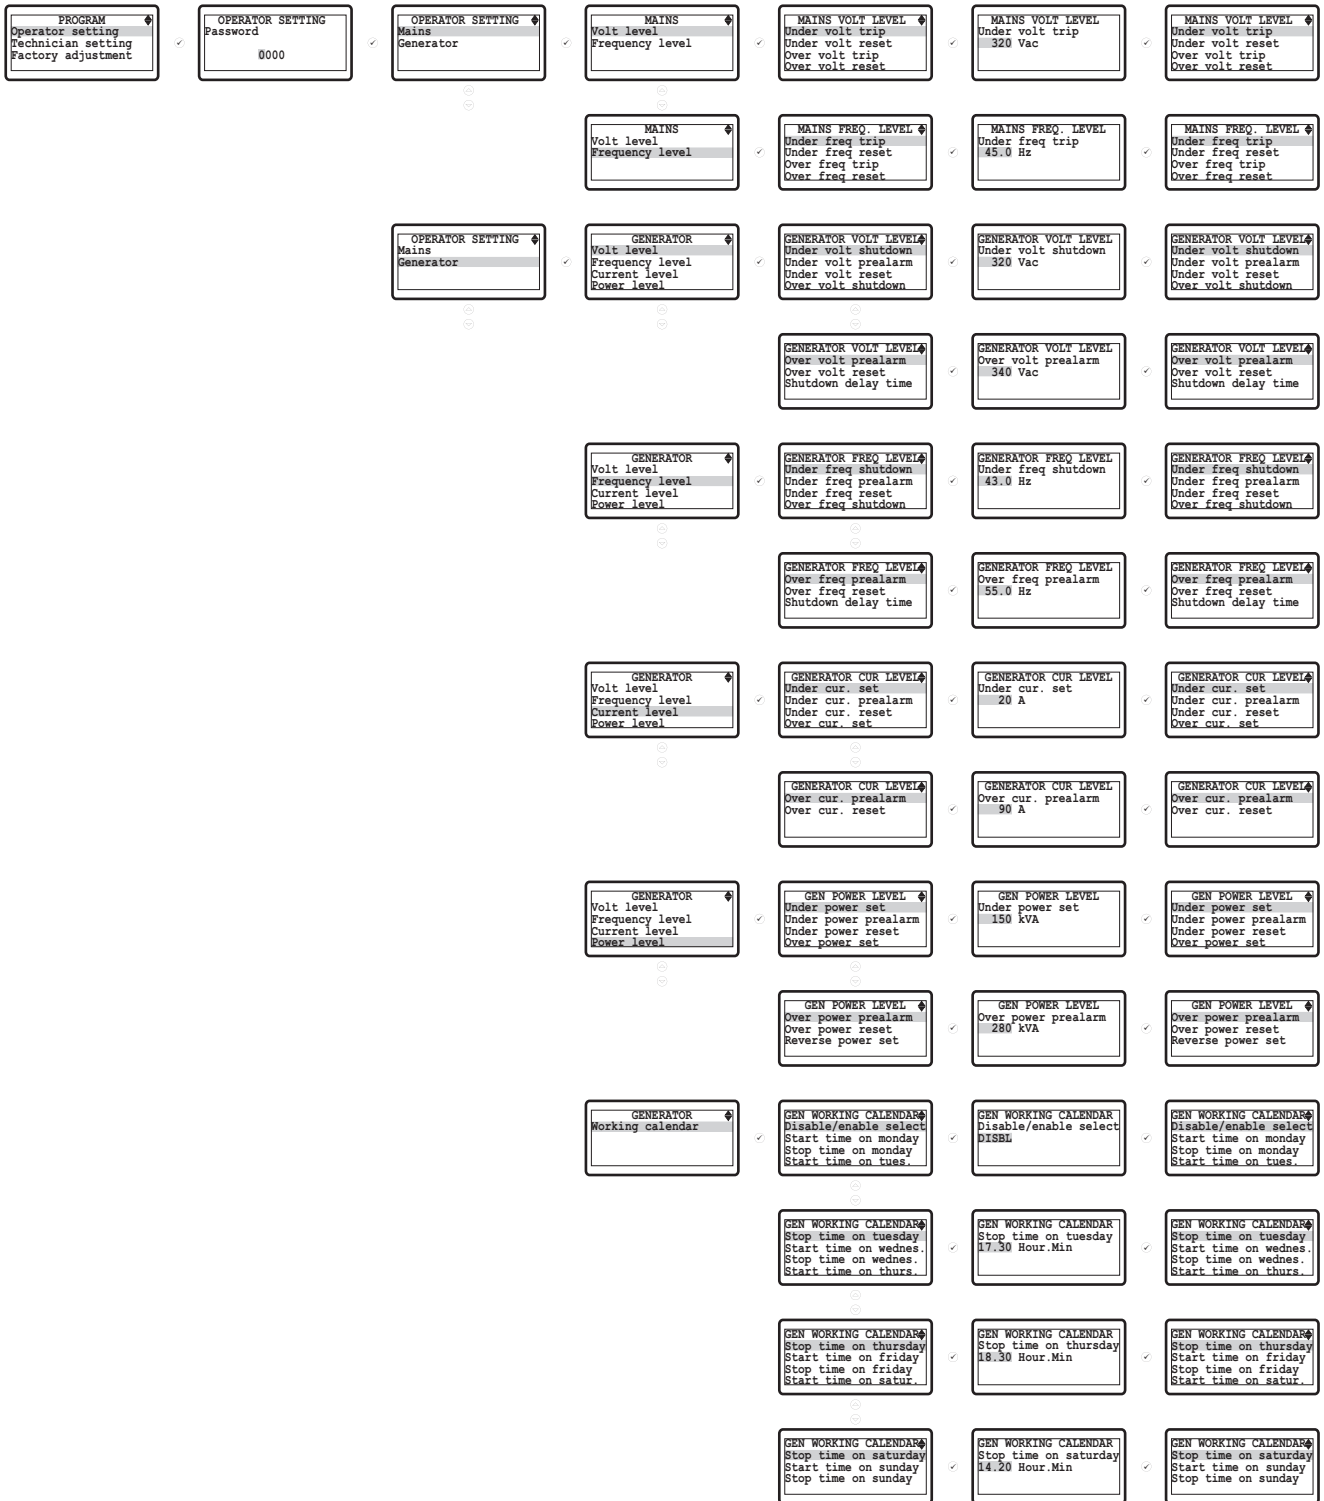 PROGRAM
Operator setting
Technician setting
Factory adjustment
OPERATOR SETTING
Password
0000
OPERATOR SETTING
Mains
Generator
MAINS
Volt level
Frequency level
MAINS VOLT LEVEL
Under volt trip
Under volt reset
Over volt trip
Over volt reset
MAINS VOLT LEVEL
Under volt trip
320 Vac
MAINS VOLT LEVEL
Under volt trip
Under volt reset
Over volt trip
Over volt reset
MAINS
Volt level
Frequency level
MAINS FREQ. LEVEL
Under freq trip
Under freq reset
Over freq trip
Over freq reset
MAINS FREQ. LEVEL
Under freq trip
45.0 Hz
MAINS FREQ. LEVEL
Under freq trip
Under freq reset
Over freq trip
Over freq reset
OPERATOR SETTING
Mains
Generator
GENERATOR
Volt level
Frequency level
Current level
Power level
GENERATOR VOLT LEVEL
Under volt shutdown
Under volt prealarm
Under volt reset
Over volt shutdown
GENERATOR VOLT LEVEL
Under volt shutdown
320 Vac
GENERATOR VOLT LEVEL
Under volt shutdown
Under volt prealarm
Under volt reset
Over volt shutdown
GENERATOR VOLT LEVEL
Over volt prealarm
Over volt reset
Shutdown delay time
GENERATOR VOLT LEVEL
Over volt prealarm
340 Vac
GENERATOR VOLT LEVEL
Over volt prealarm
Over volt reset
Shutdown delay time
GENERATOR
Volt level
Frequency level
Current level
Power level
GENERATOR FREQ LEVEL
Under freq shutdown
Under freq prealarm
Under freq reset
Over freq shutdown
GENERATOR FREQ LEVEL
Under freq shutdown
43.0 Hz
GENERATOR FREQ LEVEL
Under freq shutdown
Under freq prealarm
Under freq reset
Over freq shutdown
GENERATOR FREQ LEVEL
Over freq prealarm
Over freq reset
Shutdown delay time
GENERATOR FREQ LEVEL
Over freq prealarm
55.0 Hz
GENERATOR FREQ LEVEL
Over freq prealarm
Over freq reset
Shutdown delay time
GENERATOR
Volt level
Frequency level
Current level
Power level
GENERATOR CUR LEVEL
Under cur. set
Under cur. prealarm
Under cur. reset
Over cur. set
GENERATOR CUR LEVEL
Under cur. set
20 A
GENERATOR CUR LEVEL
Under cur. set
Under cur. prealarm
Under cur. reset
Over cur. set
GENERATOR CUR LEVEL
Over cur. prealarm
Over cur. reset
GENERATOR CUR LEVEL
Over cur. prealarm
90 A
GENERATOR CUR LEVEL
Over cur. prealarm
Over cur. reset
GENERATOR
Volt level
Frequency level
Current level
Power level
GEN POWER LEVEL
Under power set
Under power prealarm
Under power reset
Over power set
GEN POWER LEVEL
Under power set
150 kVA
GEN POWER LEVEL
Under power set
Under power prealarm
Under power reset
Over power set
GEN POWER LEVEL
Over power prealarm
Over power reset
Reverse power set
GEN POWER LEVEL
Over power prealarm
280 kVA
GEN POWER LEVEL
Over power prealarm
Over power reset
Reverse power set
GENERATOR
Working calendar
GEN WORKING CALENDAR
Disable/enable select
Start time on monday
Stop time on monday
Start time on tues.
GEN WORKING CALENDAR
Disable/enable select
DISBL
GEN WORKING CALENDAR
Disable/enable select
Start time on monday
Stop time on monday
Start time on tues.
GEN WORKING CALENDAR
Stop time on tuesday
Start time on wednes.
Stop time on wednes.
Start time on thurs.
GEN WORKING CALENDAR
Stop time on tuesday
17.30 Hour.Min
GEN WORKING CALENDAR
Stop time on tuesday
Start time on wednes.
Stop time on wednes.
Start time on thurs.
GEN WORKING CALENDAR
Stop time on thursday
Start time on friday
Stop time on friday
Start time on satur.
GEN WORKING CALENDAR
Stop time on thursday
18.30 Hour.Min
GEN WORKING CALENDAR
Stop time on thursday
Start time on friday
Stop time on friday
Start time on satur.
GEN WORKING CALENDAR
Stop time on saturday
Start time on sunday
Stop time on sunday
GEN WORKING CALENDAR
Stop time on saturday
14.20 Hour.Min
GEN WORKING CALENDAR
Stop time on saturday
Start time on sunday
Stop time on sunday